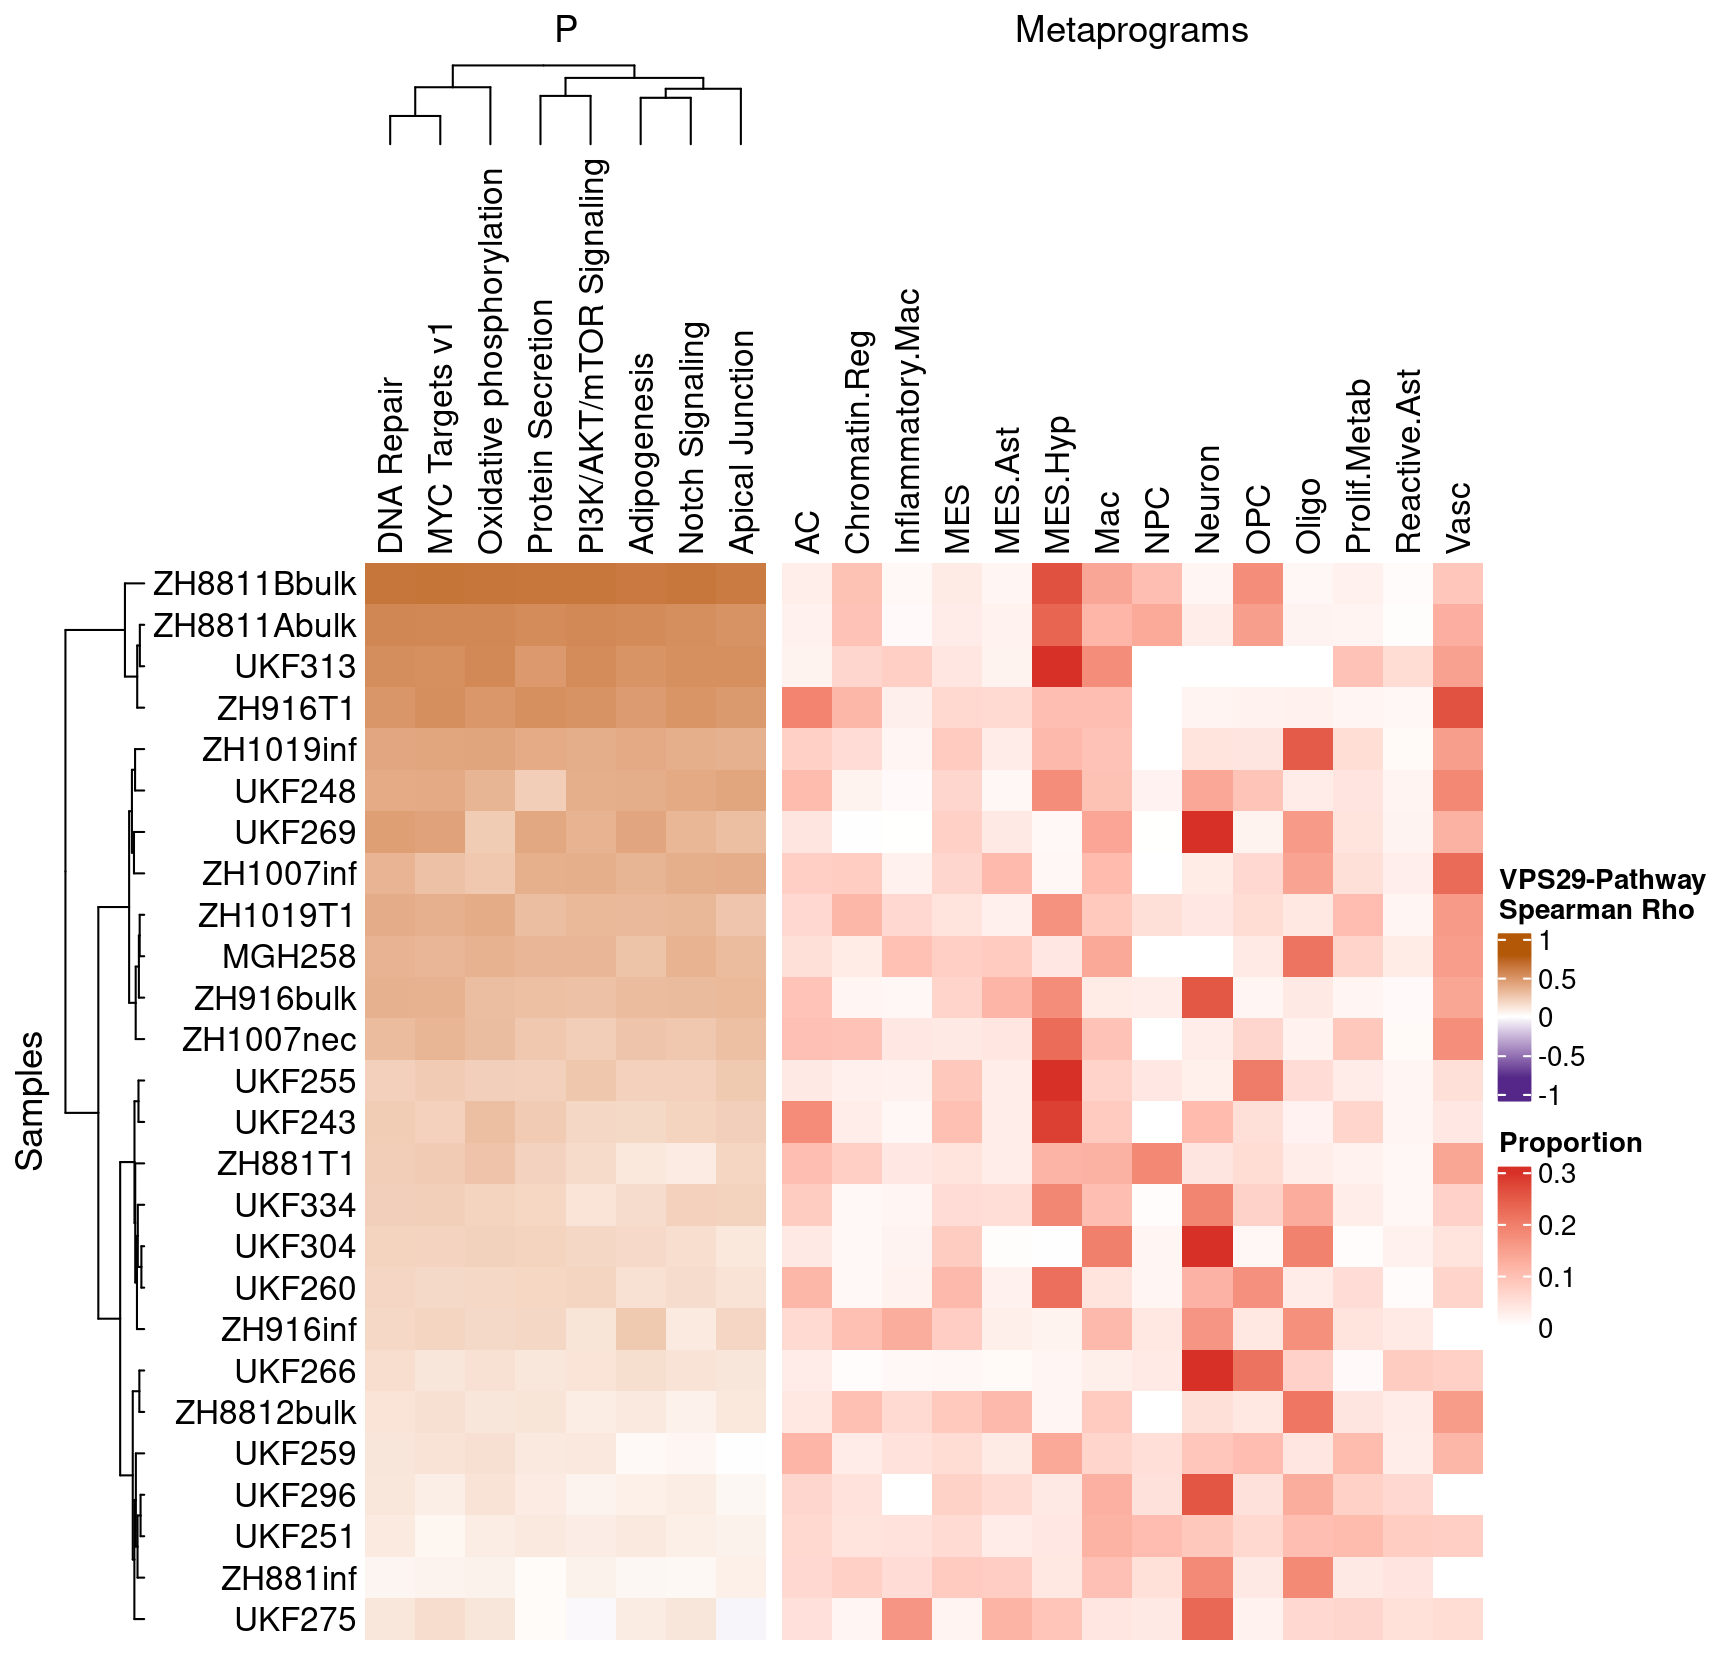 P
Metaprograms
DNA Repair
MYC Targets v1
Oxidative phosphorylation
Protein Secretion
PI3K/AKT/mTOR Signaling
Adipogenesis
Notch Signaling
Apical Junction
AC
Chromatin.Reg
Inflammatory.Mac
MES
MES.Ast
MES.Hyp
Mac
NPC
Neuron
OPC
Oligo
Prolif.Metab
Reactive.Ast
Vasc
Samples
ZH8811Bbulk
ZH8811Abulk
UKF313
ZH916T1
ZH1019inf
UKF248
UKF269
ZH1007inf
ZH1019T1
MGH258
ZH916bulk
ZH1007nec
UKF255
UKF243
ZH881T1
UKF334
UKF304
UKF260
ZH916inf
UKF266
ZH8812bulk
UKF259
UKF296
UKF251
ZH881inf
UKF275
VPS29-Pathway
Spearman Rho
1
0.5
0
-0.5
-1
Proportion
0.3
0.2
0.1
0